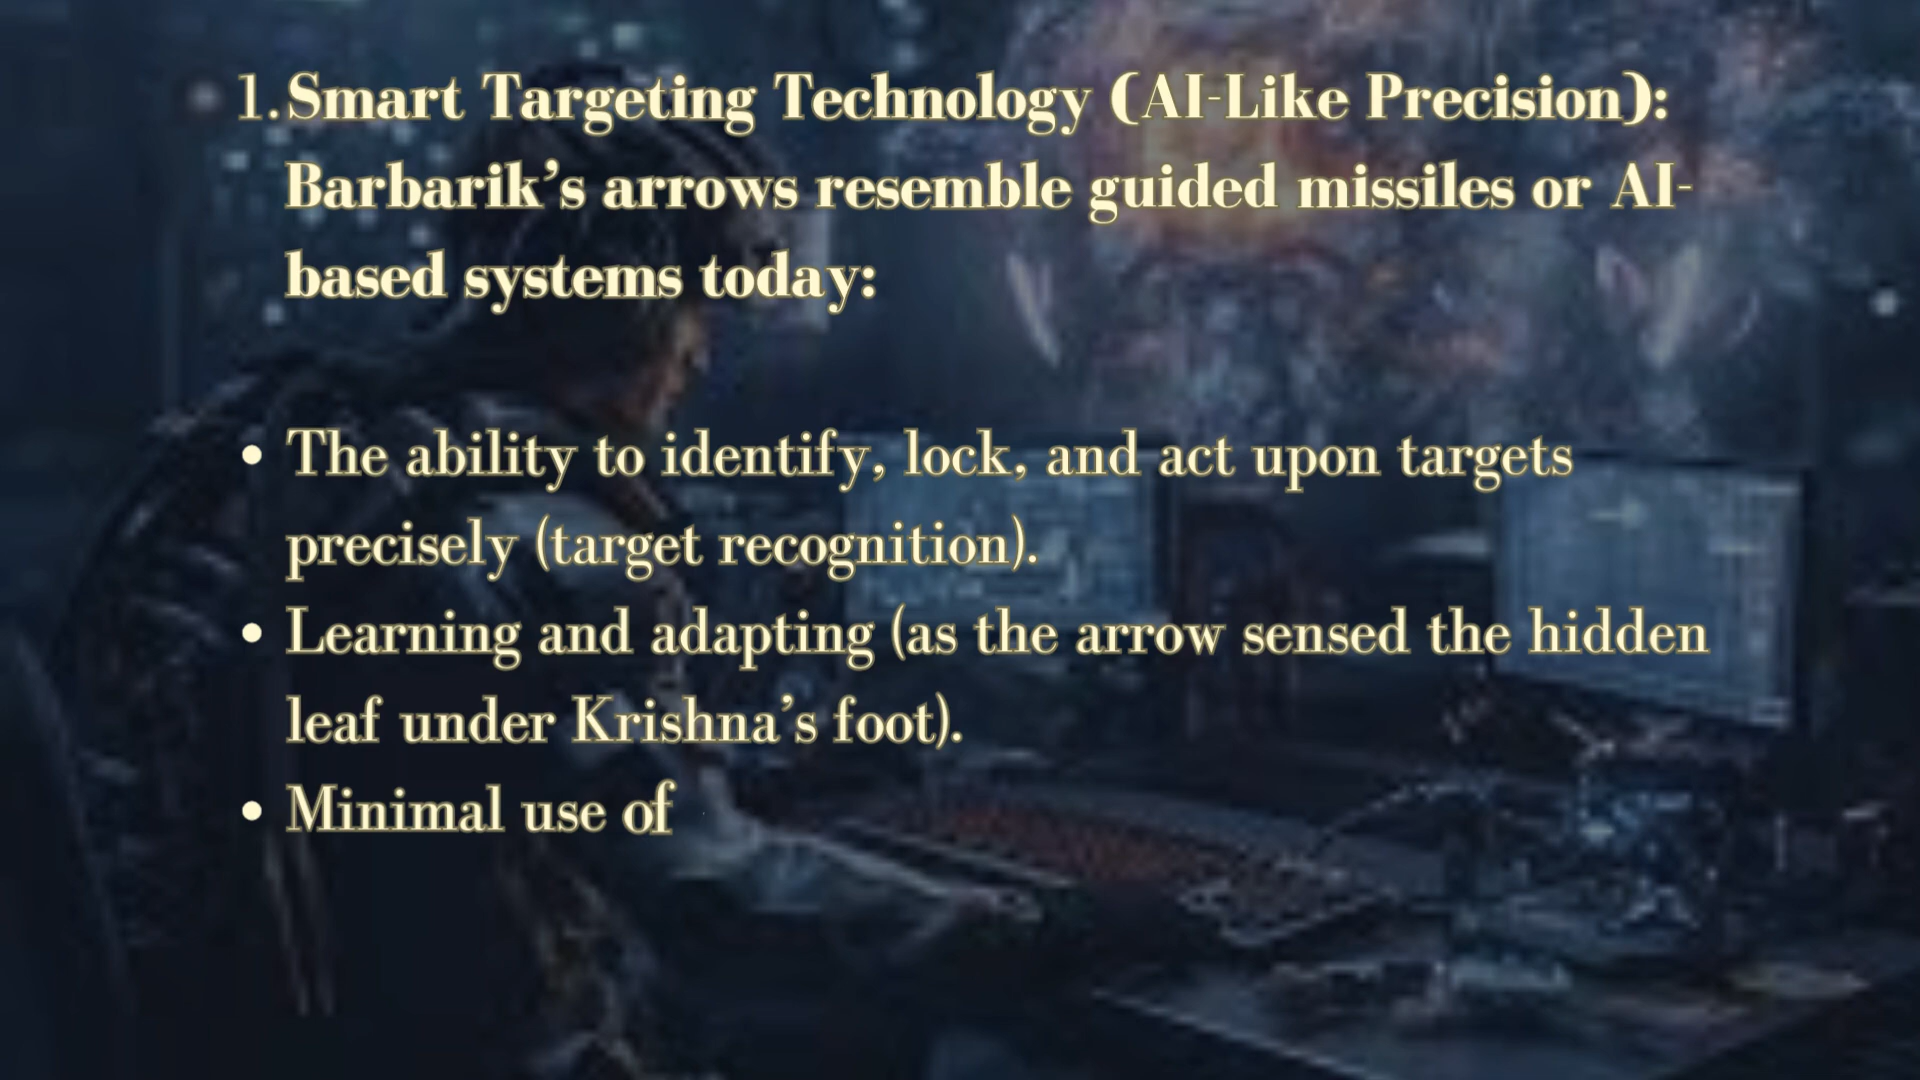 1. Smart Targeting Technology (AI-Like Precision):
Barbarik’s arrows resemble guided missiles or AI-
based systems today:
• The ability to identify, lock, and act upon targets
precisely (target recognition).
• Learning and adapting (as the arrow sensed the hidden
leaf under Krishna’s foot).
• Minimal use of